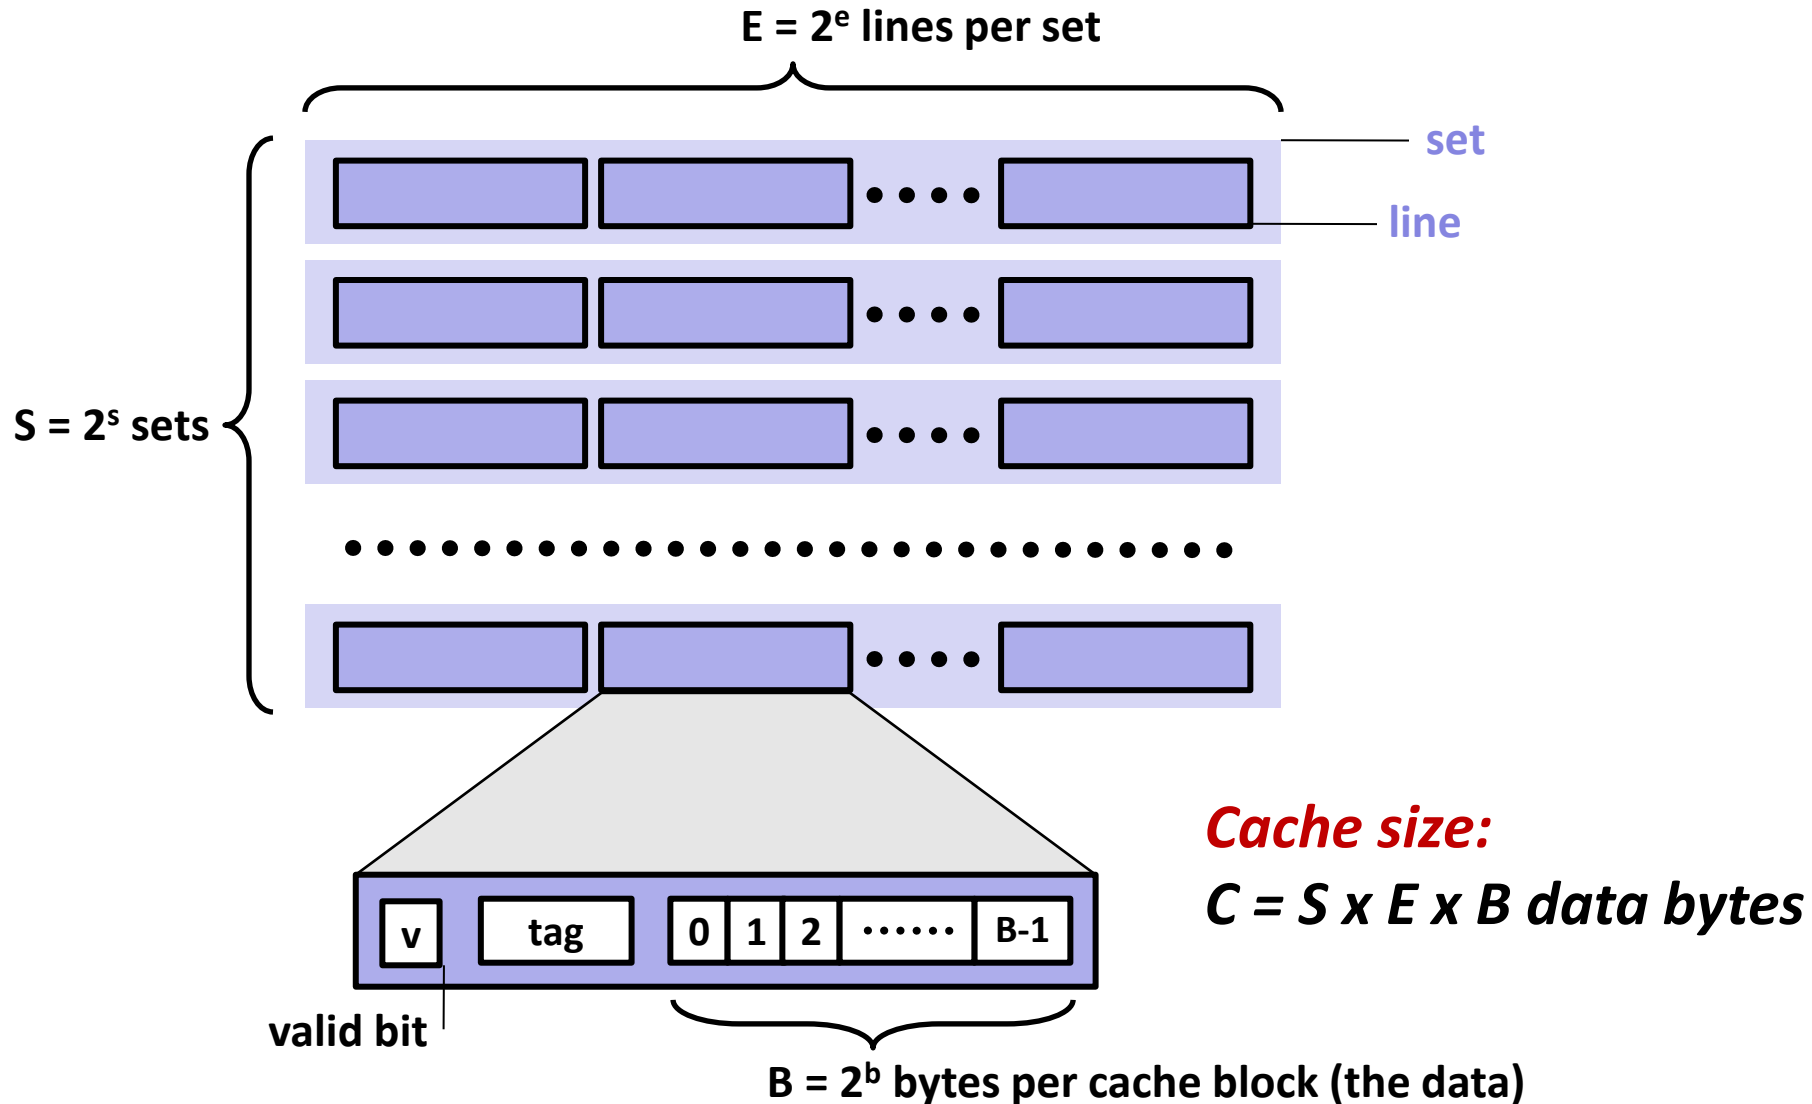 E = 2ᵉ lines per set
set
line
S = 2ˢ sets
Cache size:
C = S x E x B data bytes
v
tag
0 1 2 •••••• B-1
valid bit
B = 2ᵇ bytes per cache block (the data)